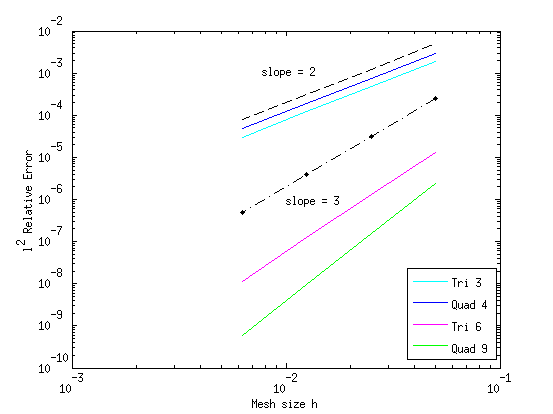 10^-2
10^-3
10^-4
10^-5
10^-6
10^-7
10^-8
10^-9
10^-10
l^2 Relative Error
slope = 2
slope = 3
Tri 3
Quad 4
Tri 6
Quad 9
10^-3
10^-2
10^-1
Mesh size h